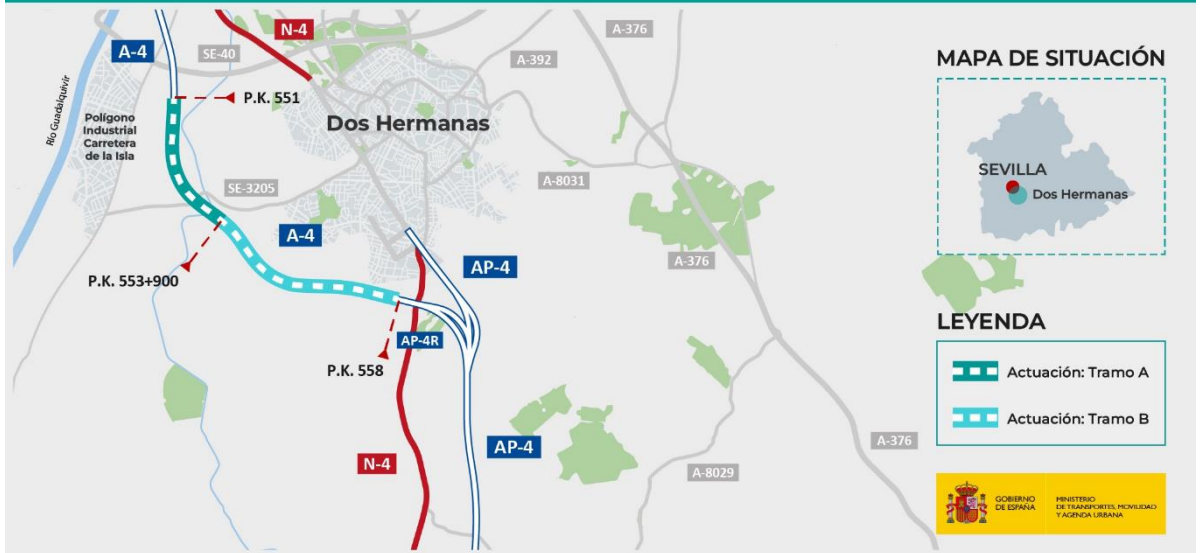 A-376
N-4
A-4
SE-40
A-392
MAPA DE SITUACIÓN
Río Guadalquivir
P.K. 551
Polígono
Industrial
Carretera
de la Isla
Dos Hermanas
SEVILLA
Dos Hermanas
A-8031
SE-3205
A-4
AP-4
A-376
P.K. 553+900
LEYENDA
AP-4R
P.K. 558
Actuación: Tramo A
Actuación: Tramo B
AP-4
A-376
N-4
A-8029
GOBIERNO
DE ESPAÑA
MINISTERIO
DE TRANSPORTES, MOVILIDAD
Y AGENDA URBANA